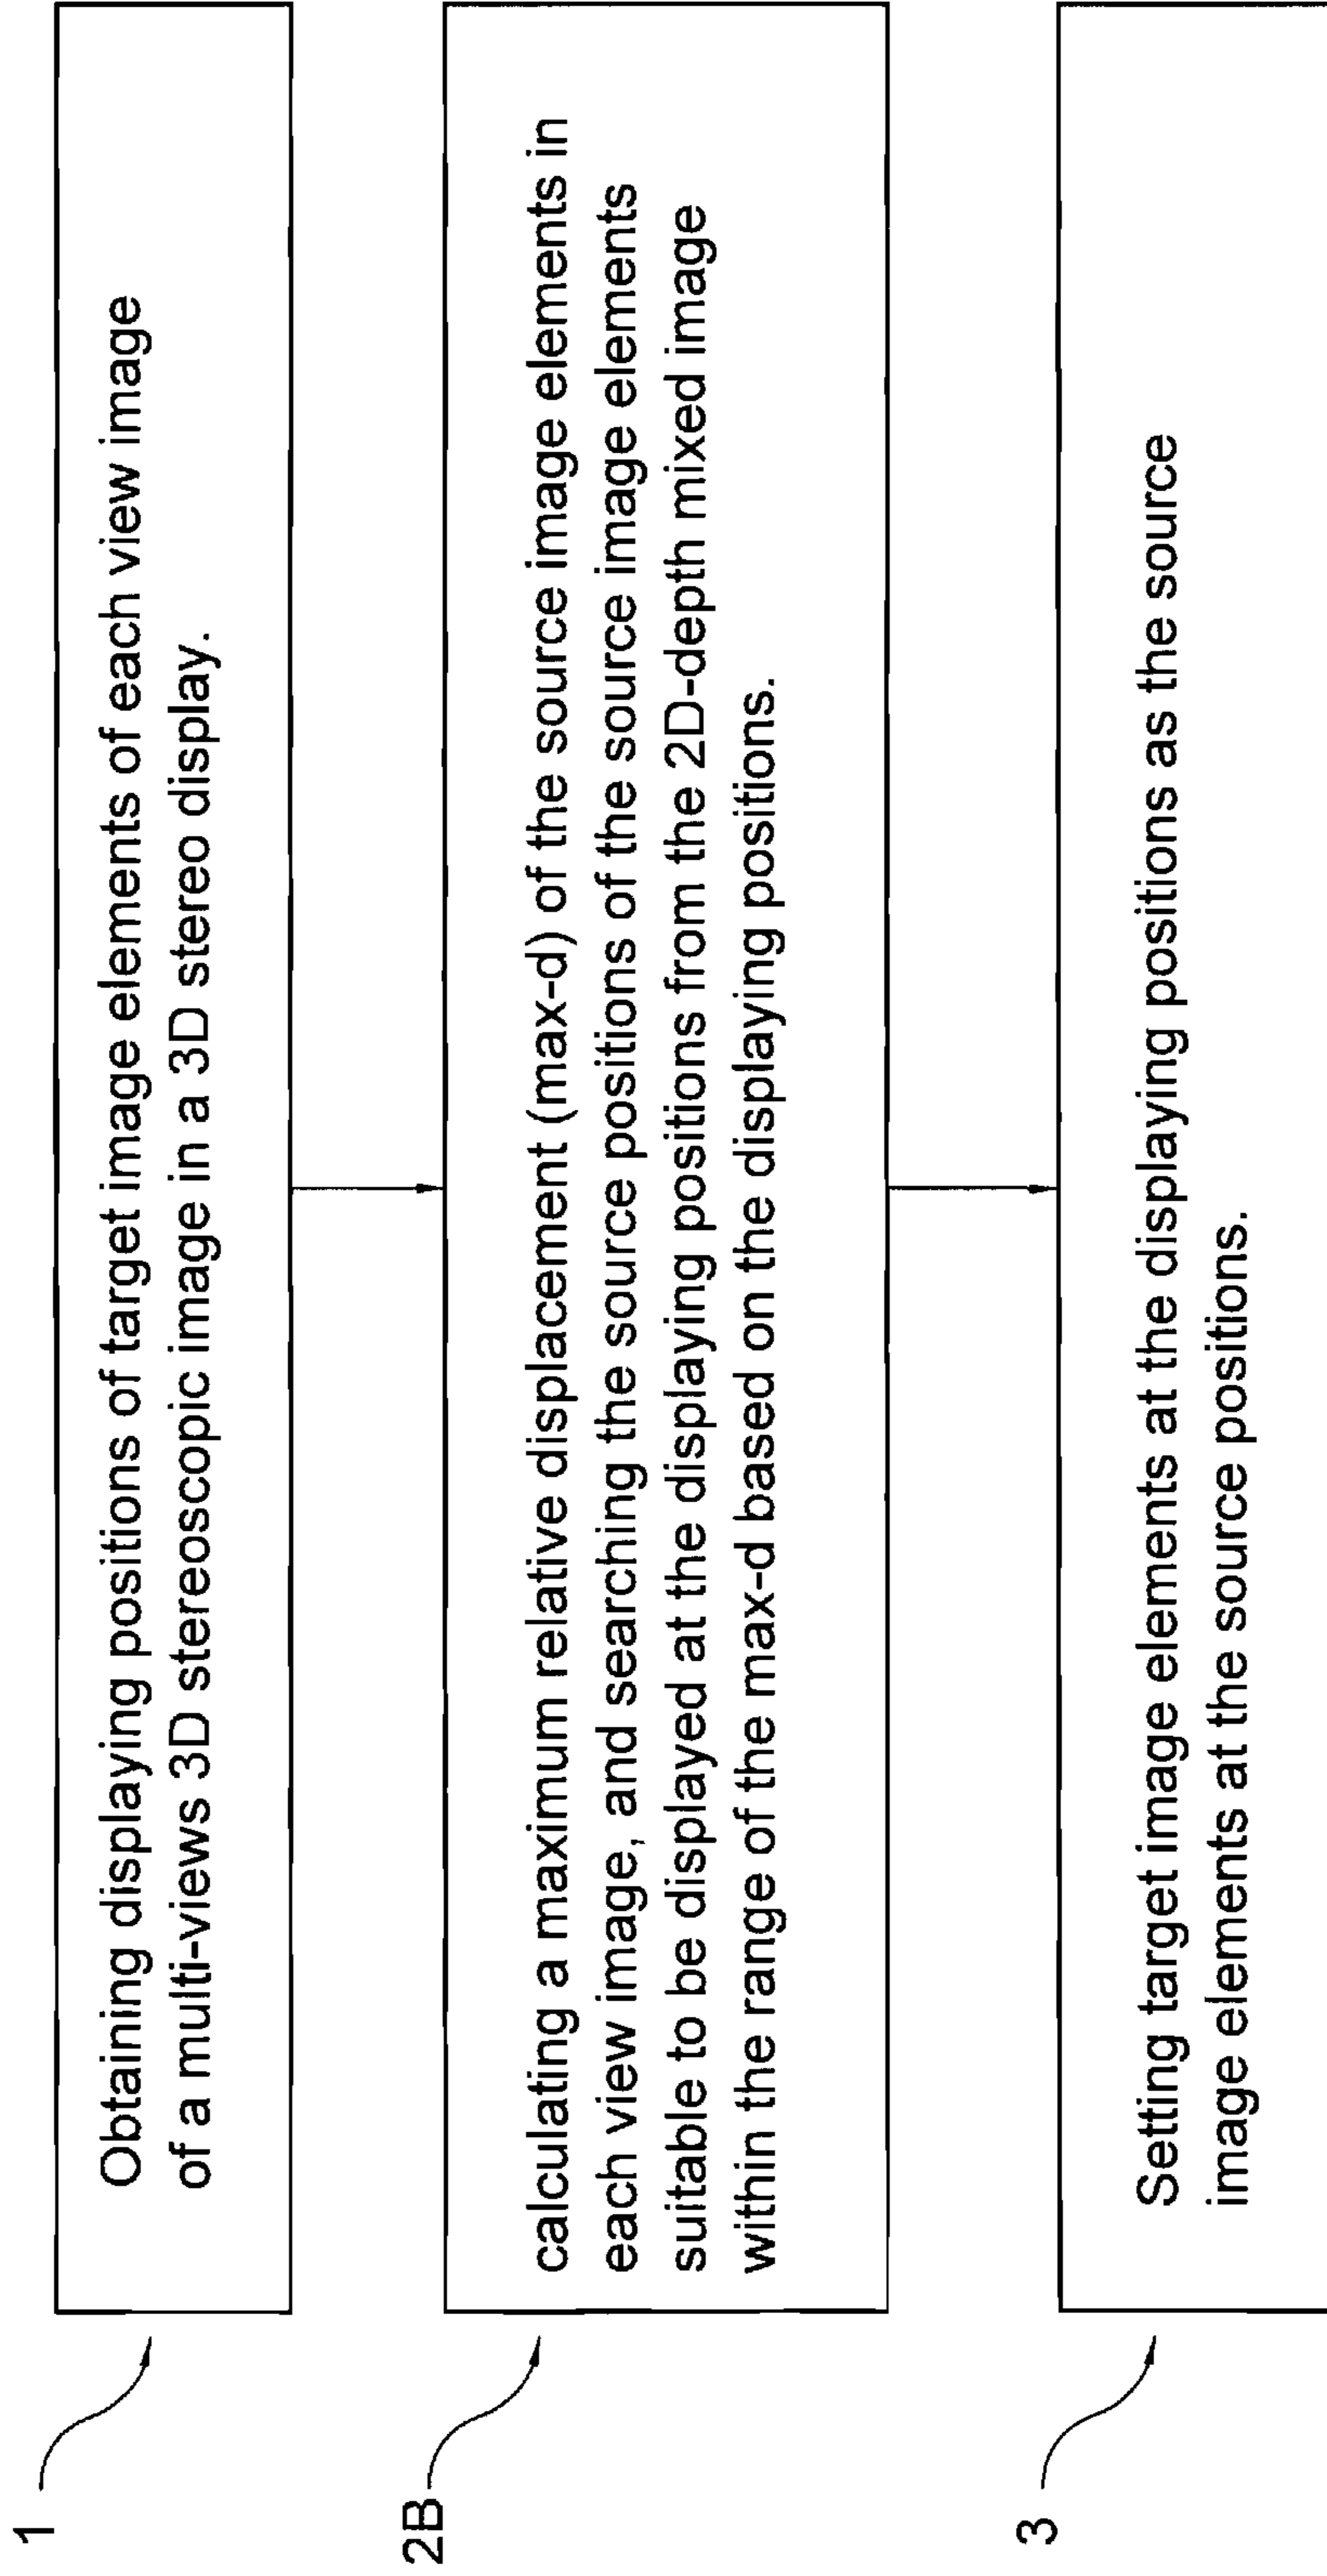 1
Obtaining displaying positions of target image elements of each view image
of a multi-views 3D stereoscopic image in a 3D stereo display.
2B
calculating a maximum relative displacement (max-d) of the source image elements in
each view image, and searching the source positions of the source image elements
suitable to be displayed at the displaying positions from the 2D-depth mixed image
within the range of the max-d based on the displaying positions.
3
Setting target image elements at the displaying positions as the source
image elements at the source positions.